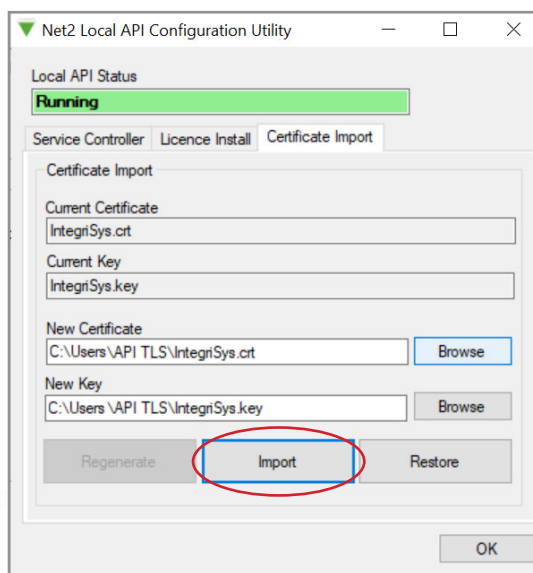 Net2 Local API Configuration Utility
Local API Status
Running
Service Controller Licence Install Certificate Import
Certificate Import
Current Certificate
IntegriSys.crt
Current Key
IntegriSys.key
New Certificate
C:\Users\API TLS\IntegriSys.crt Browse
New Key
C:\Users\API TLS\IntegriSys.key Browse
Regenerate Import Restore
OK